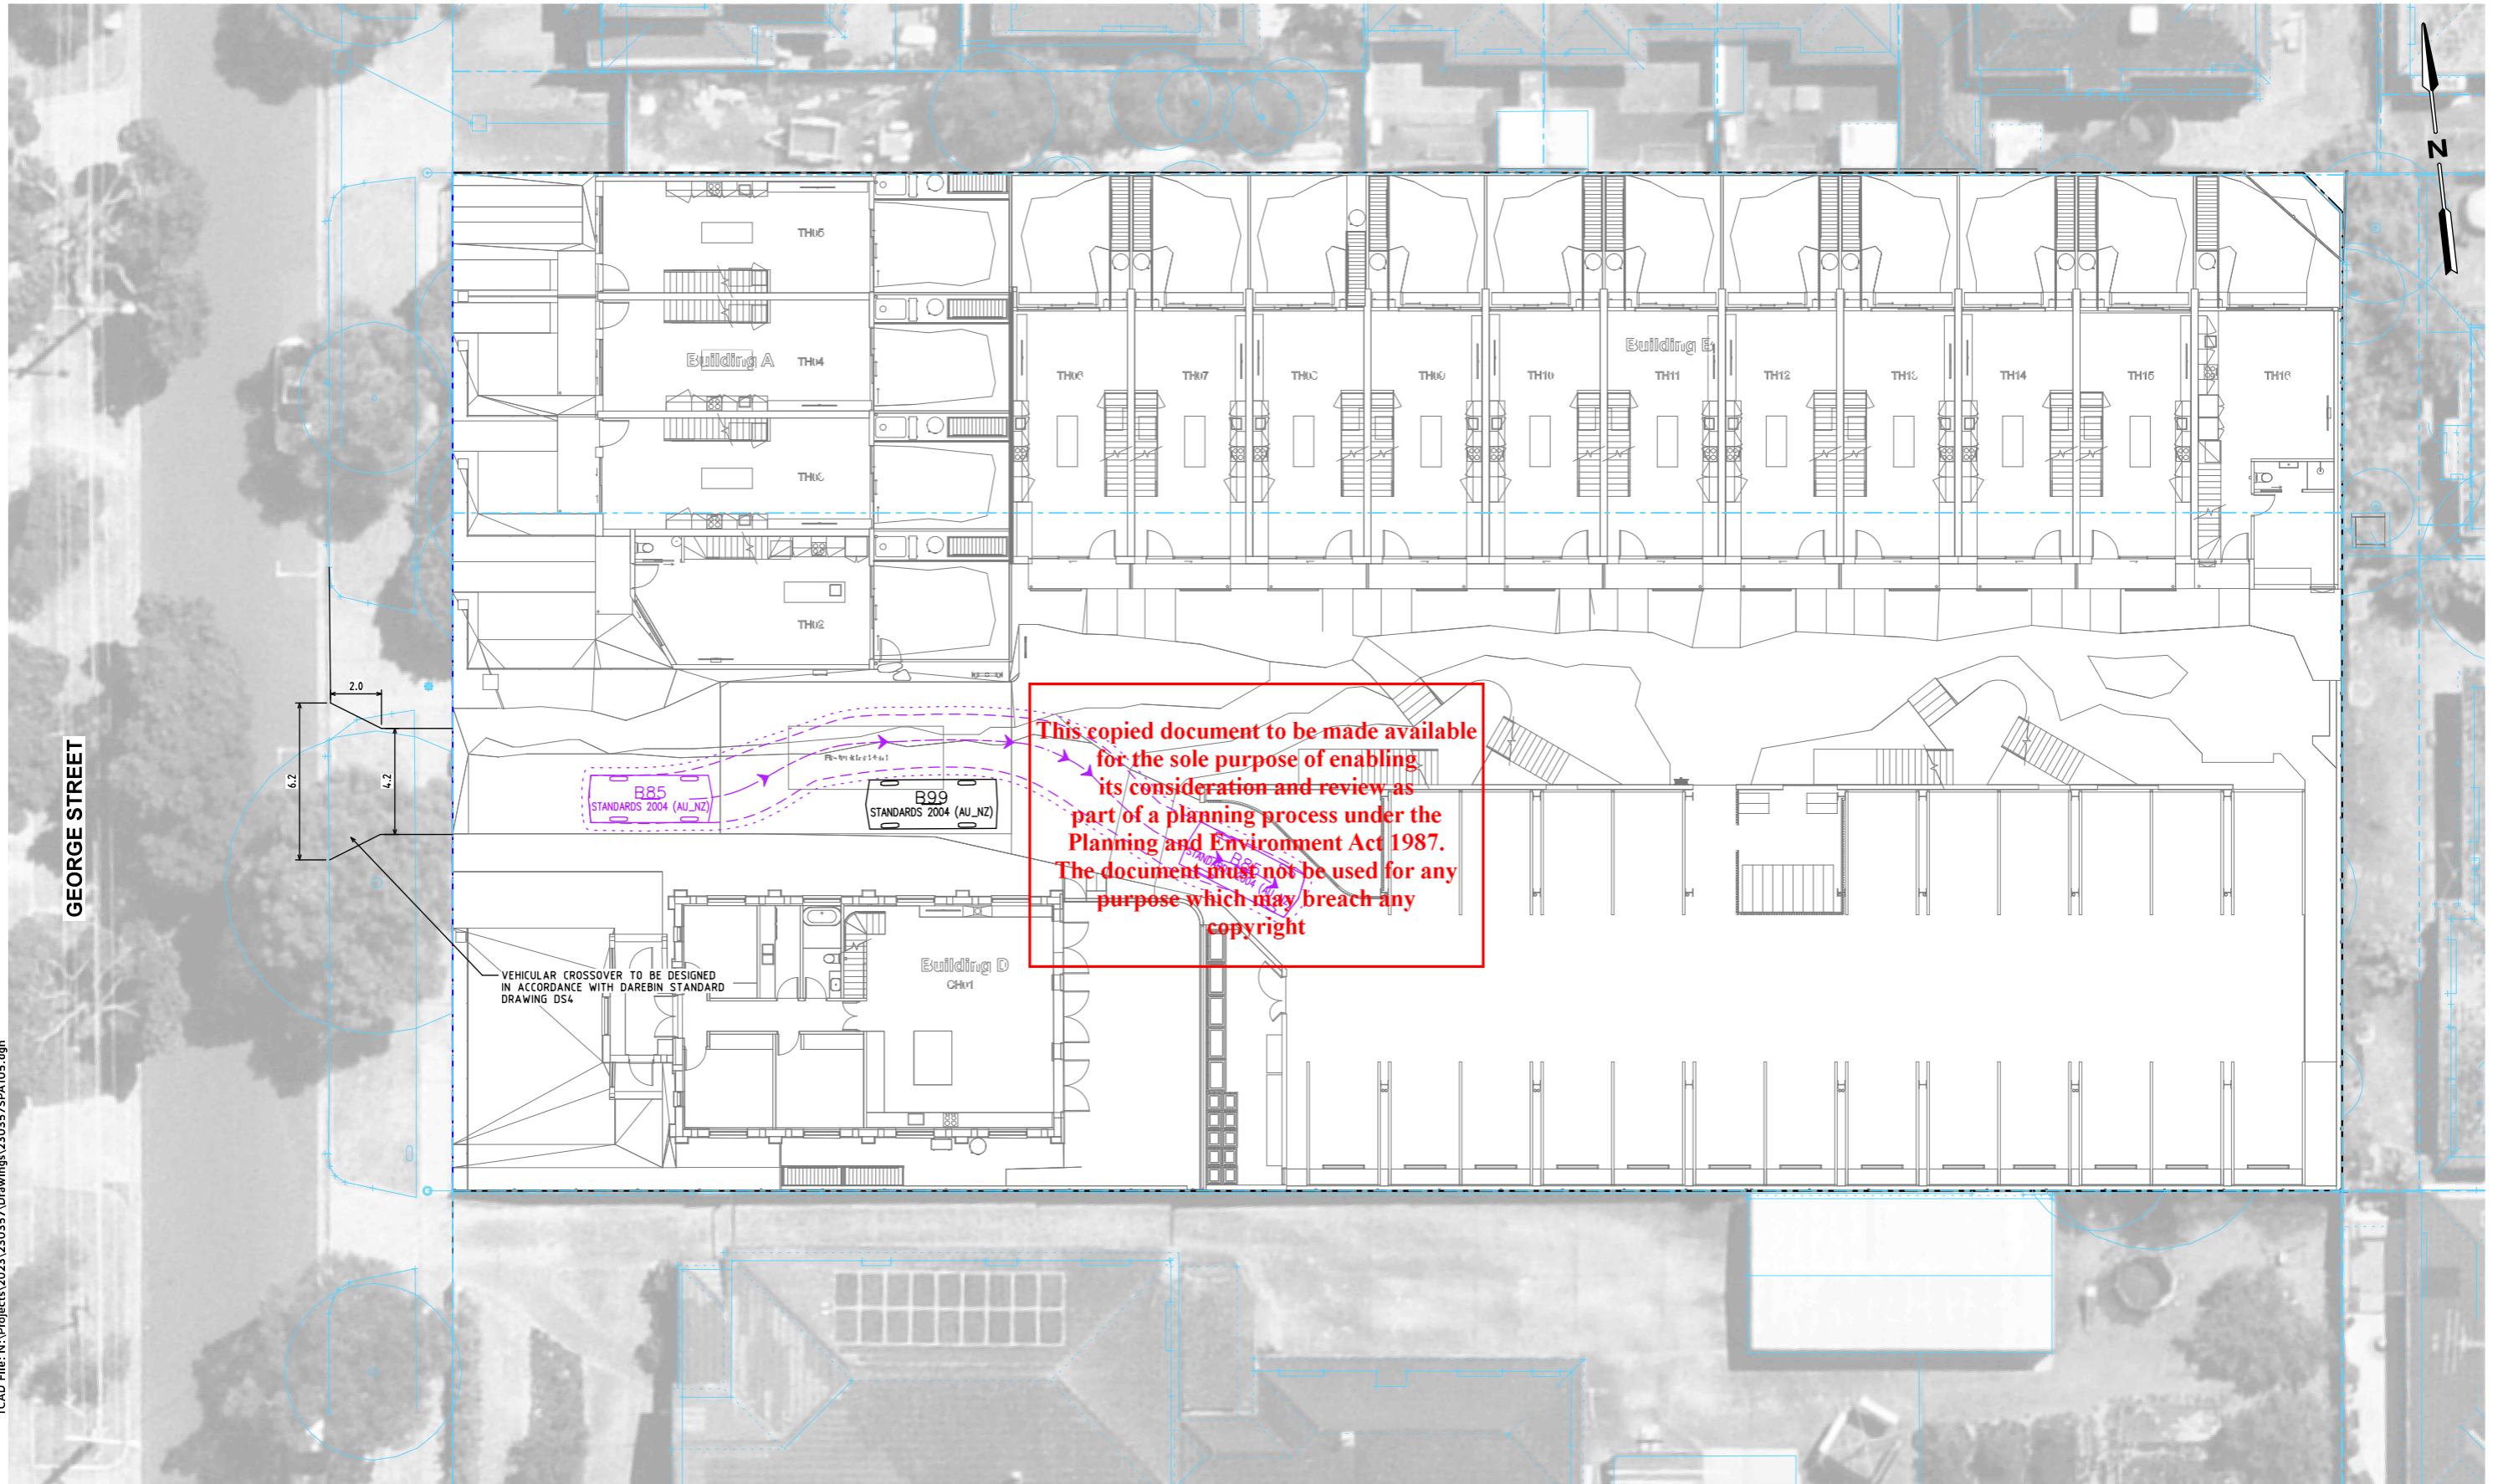 N
TH05
Building A
TH04
TH02
Building B
TH06
TH07
TH10
TH11
TH12
TH14
TH15
TH16
2.0
6.2
4.2
GEORGE STREET
B85
STANDARDS 2004 (AU_NZ)
B99
STANDARDS 2004 (AU_NZ)
B85
STANDARDS 2004 (AU_NZ)
This copied document to be made available
for the sole purpose of enabling
its consideration and review as
part of a planning process under the
Planning and Environment Act 1987.
The document must not be used for any
purpose which may breach any
copyright
VEHICULAR CROSSOVER TO BE DESIGNED
IN ACCORDANCE WITH DAREBIN STANDARD
DRAWING DS4
Building D
CH01